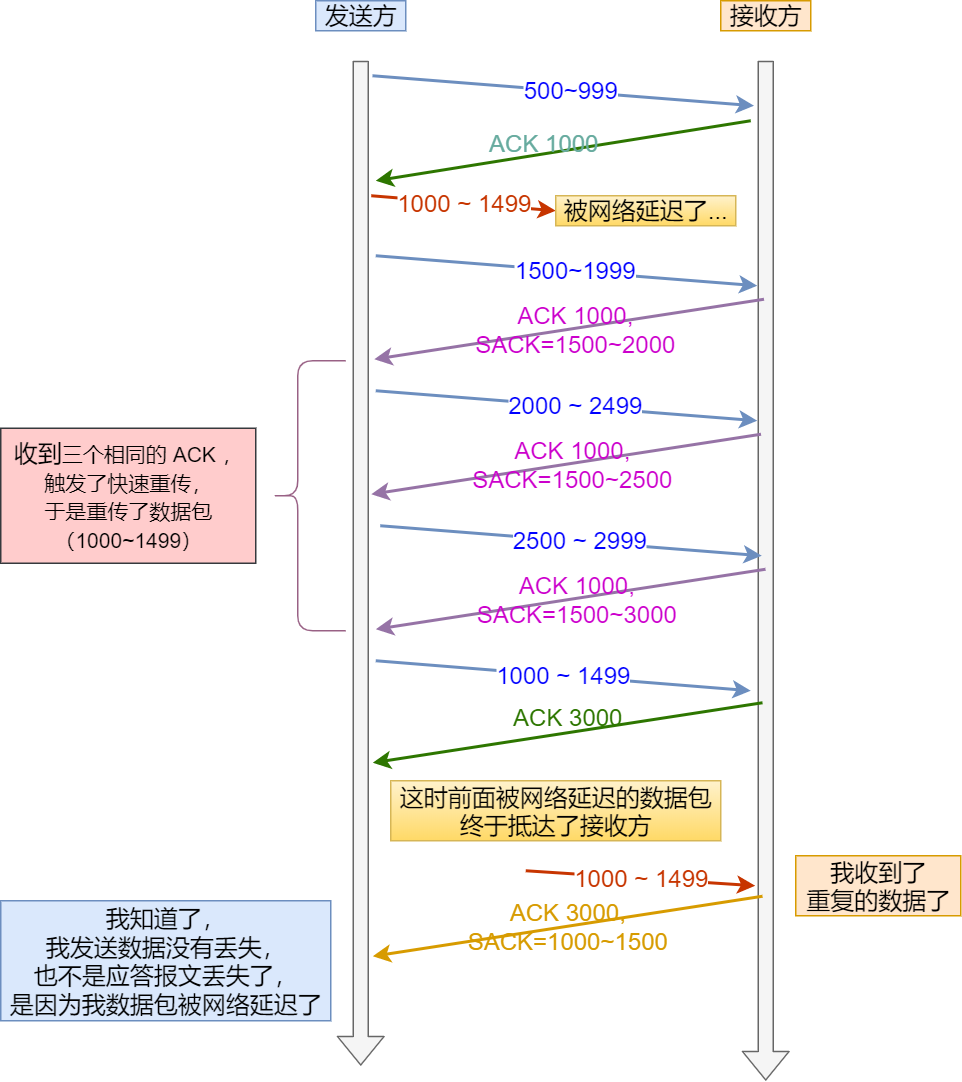 发送方
接收方
500~999
ACK 1000
1000 ~ 1499
被网络延迟了...
1500~1999
ACK 1000,
SACK=1500~2000
2000 ~ 2499
收到三个相同的 ACK ，
触发了快速重传，
于是重传了数据包
（1000~1499）
ACK 1000,
SACK=1500~2500
2500 ~ 2999
ACK 1000,
SACK=1500~3000
1000 ~ 1499
ACK 3000
这时前面被网络延迟的数据包
终于抵达了接收方
1000 ~ 1499
我收到了
重复的数据了
ACK 3000,
SACK=1000~1500
我知道了，
我发送数据没有丢失，
也不是应答报文丢失了，
是因为我数据包被网络延迟了